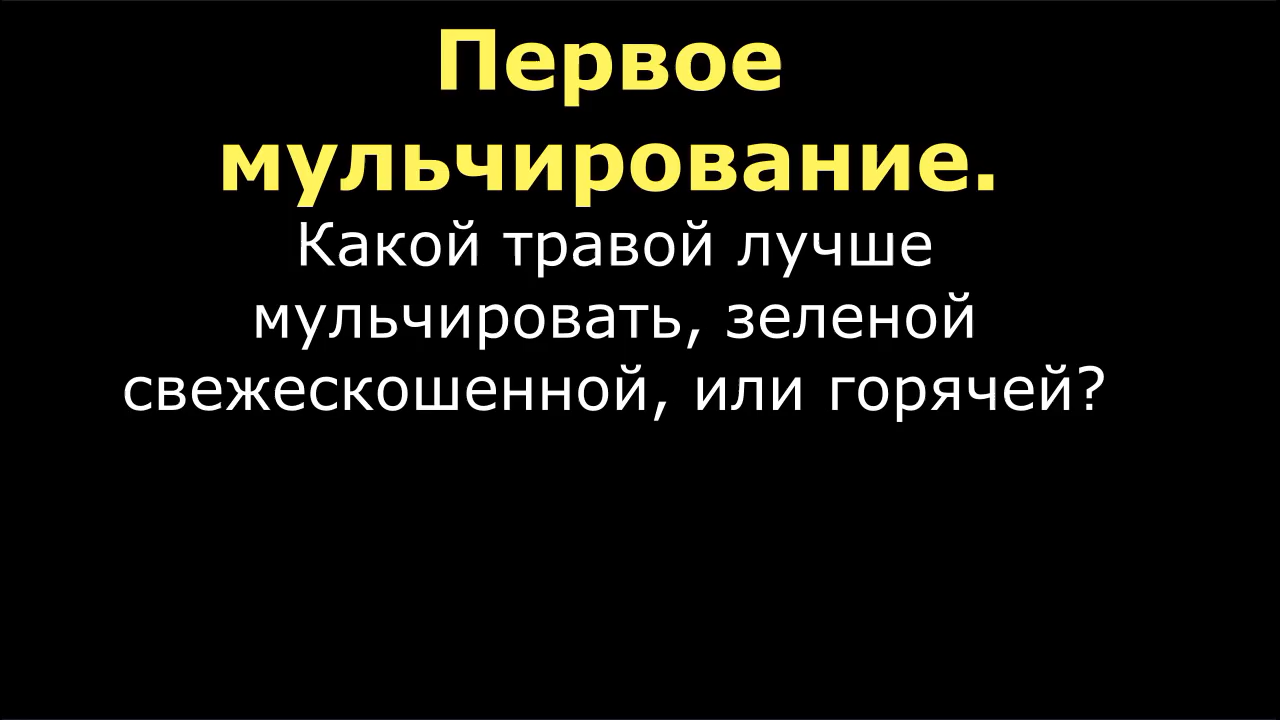 Первое
мульчирование.
Какой травой лучше
мульчировать, зеленой
свежескошенной, или горячей?